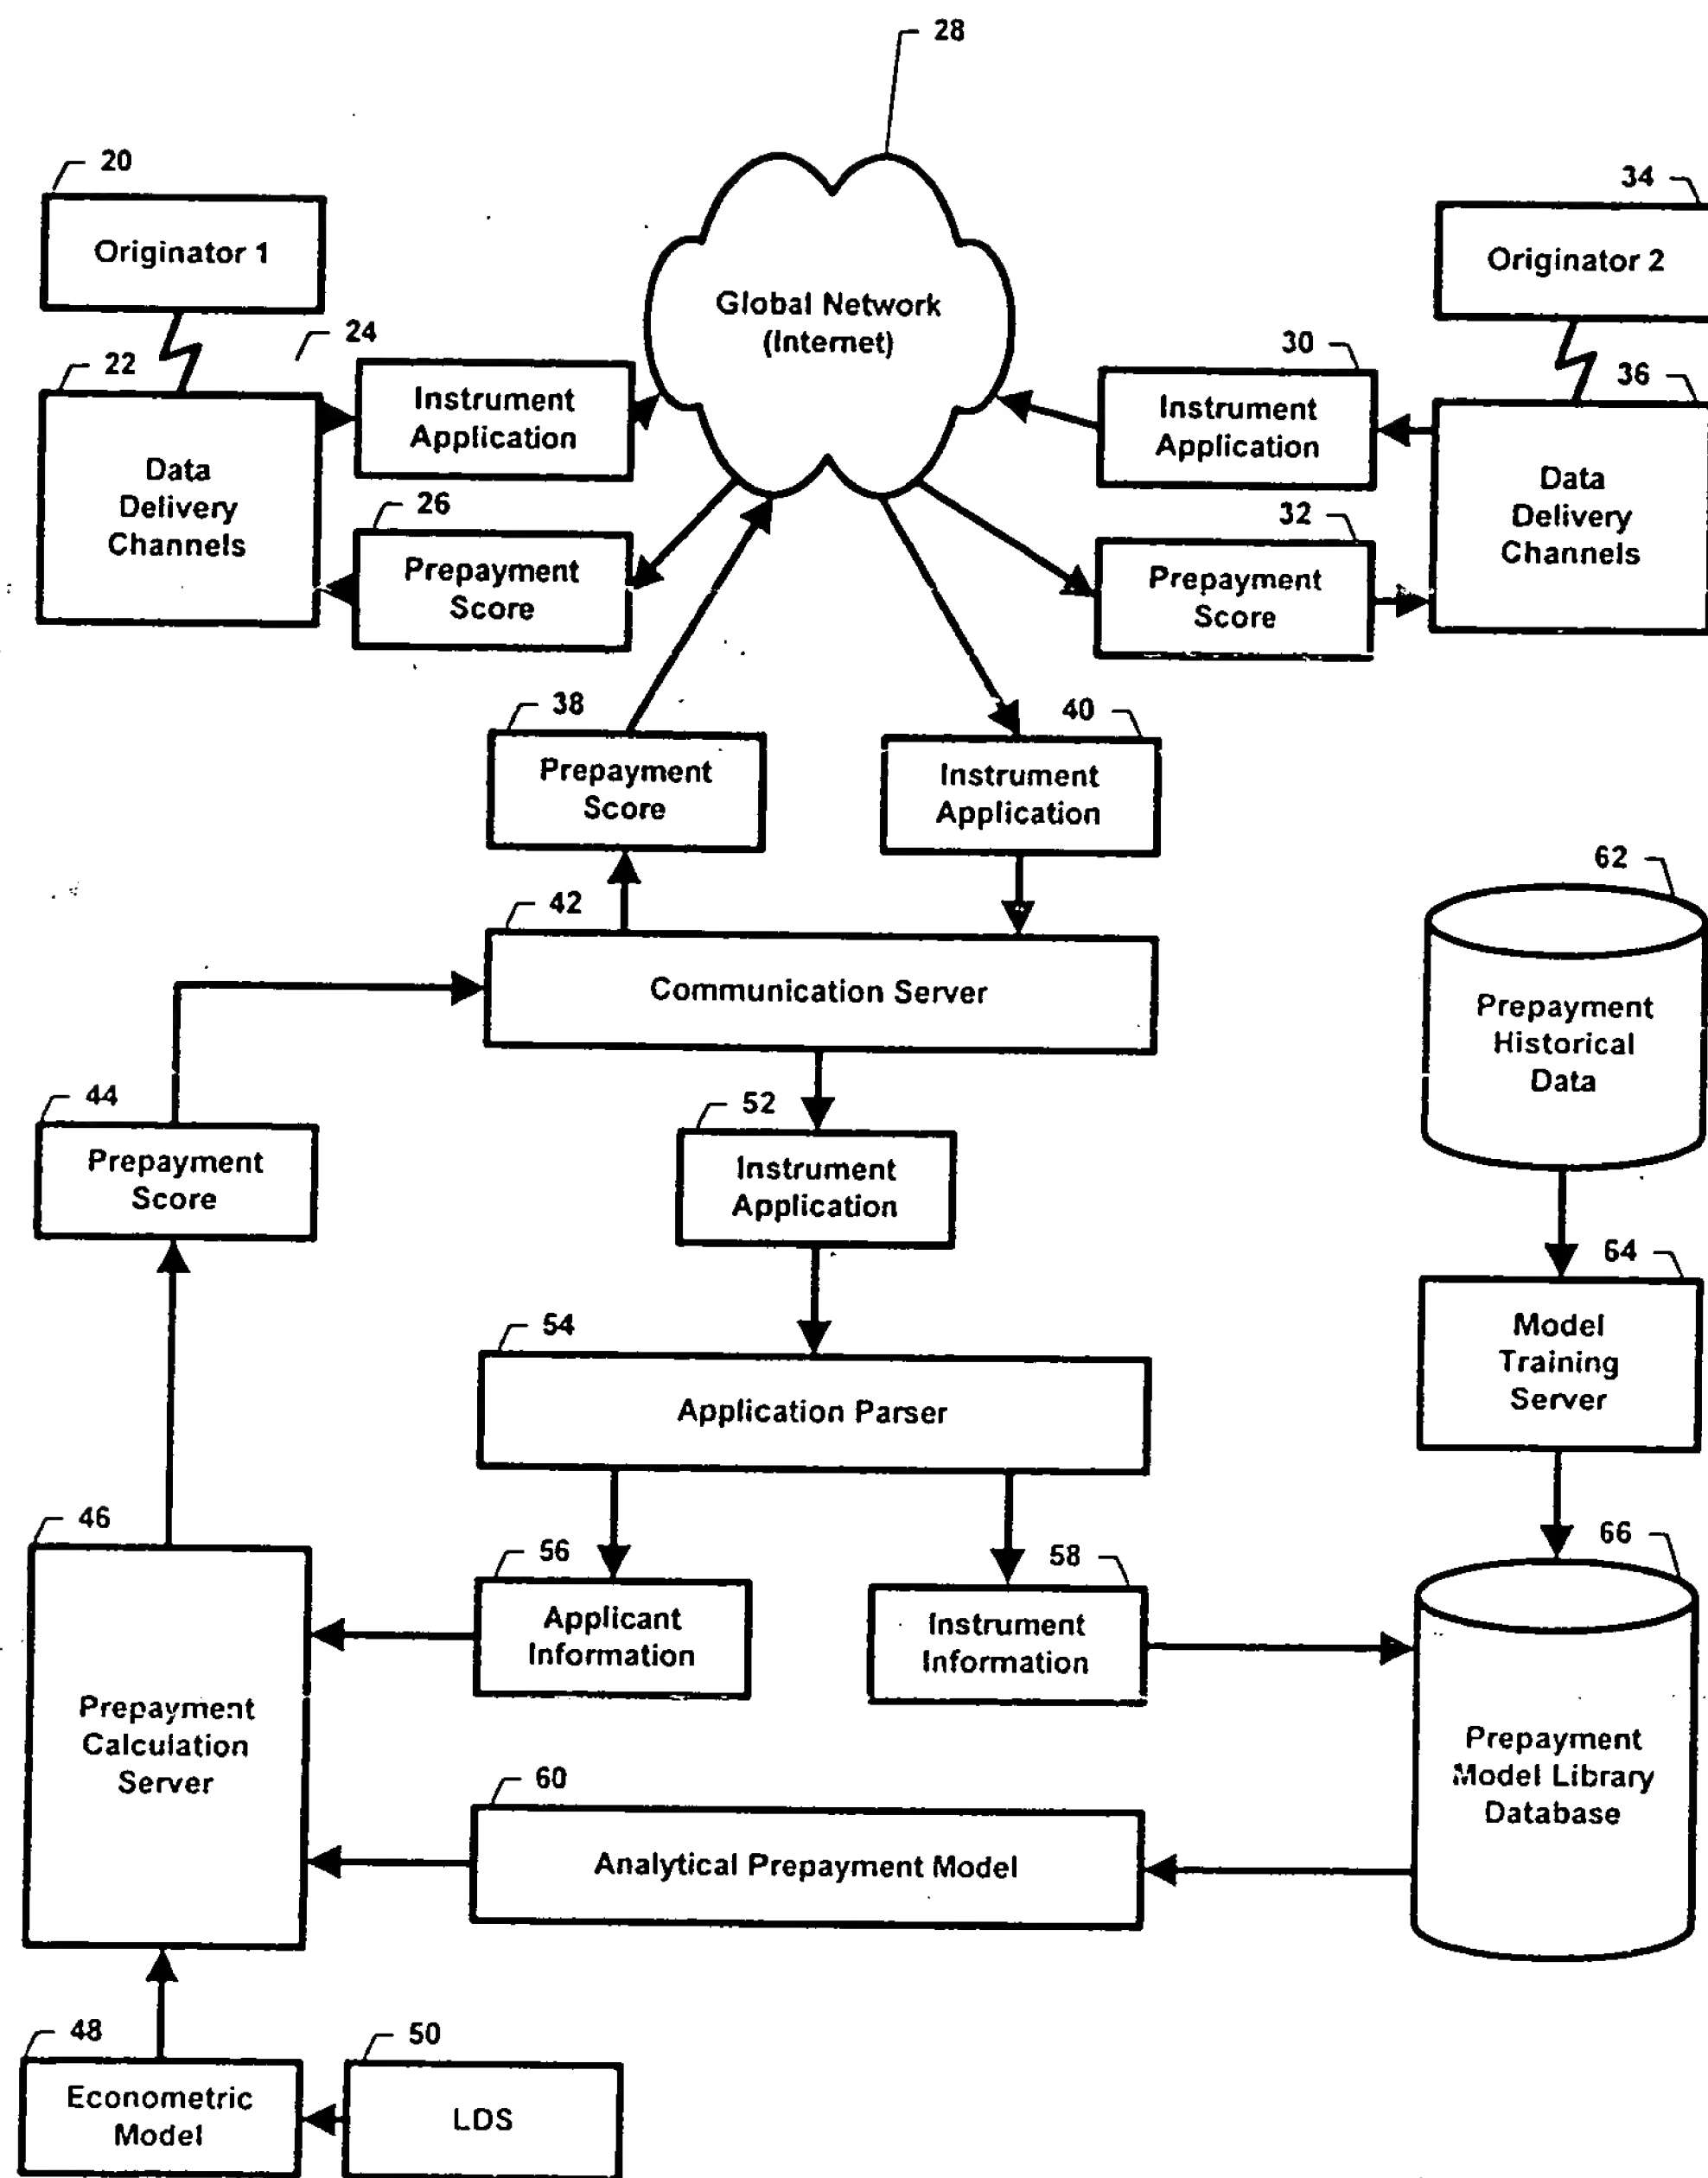 28
20
Originator 1
34
Originator 2
Global Network
(Internet)
24
22
Data
Delivery
Channels
Instrument
Application
26
Prepayment
Score
30
Instrument
Application
32
Prepayment
Score
36
Data
Delivery
Channels
38
Prepayment
Score
40
Instrument
Application
42
Communication Server
62
Prepayment
Historical
Data
44
Prepayment
Score
52
Instrument
Application
64
Model
Training
Server
54
Application Parser
46
Prepayment
Calculation
Server
56
Applicant
Information
58
Instrument
Information
66
Prepayment
Model Library
Database
60
Analytical Prepayment Model
48
Econometric
Model
50
LDS